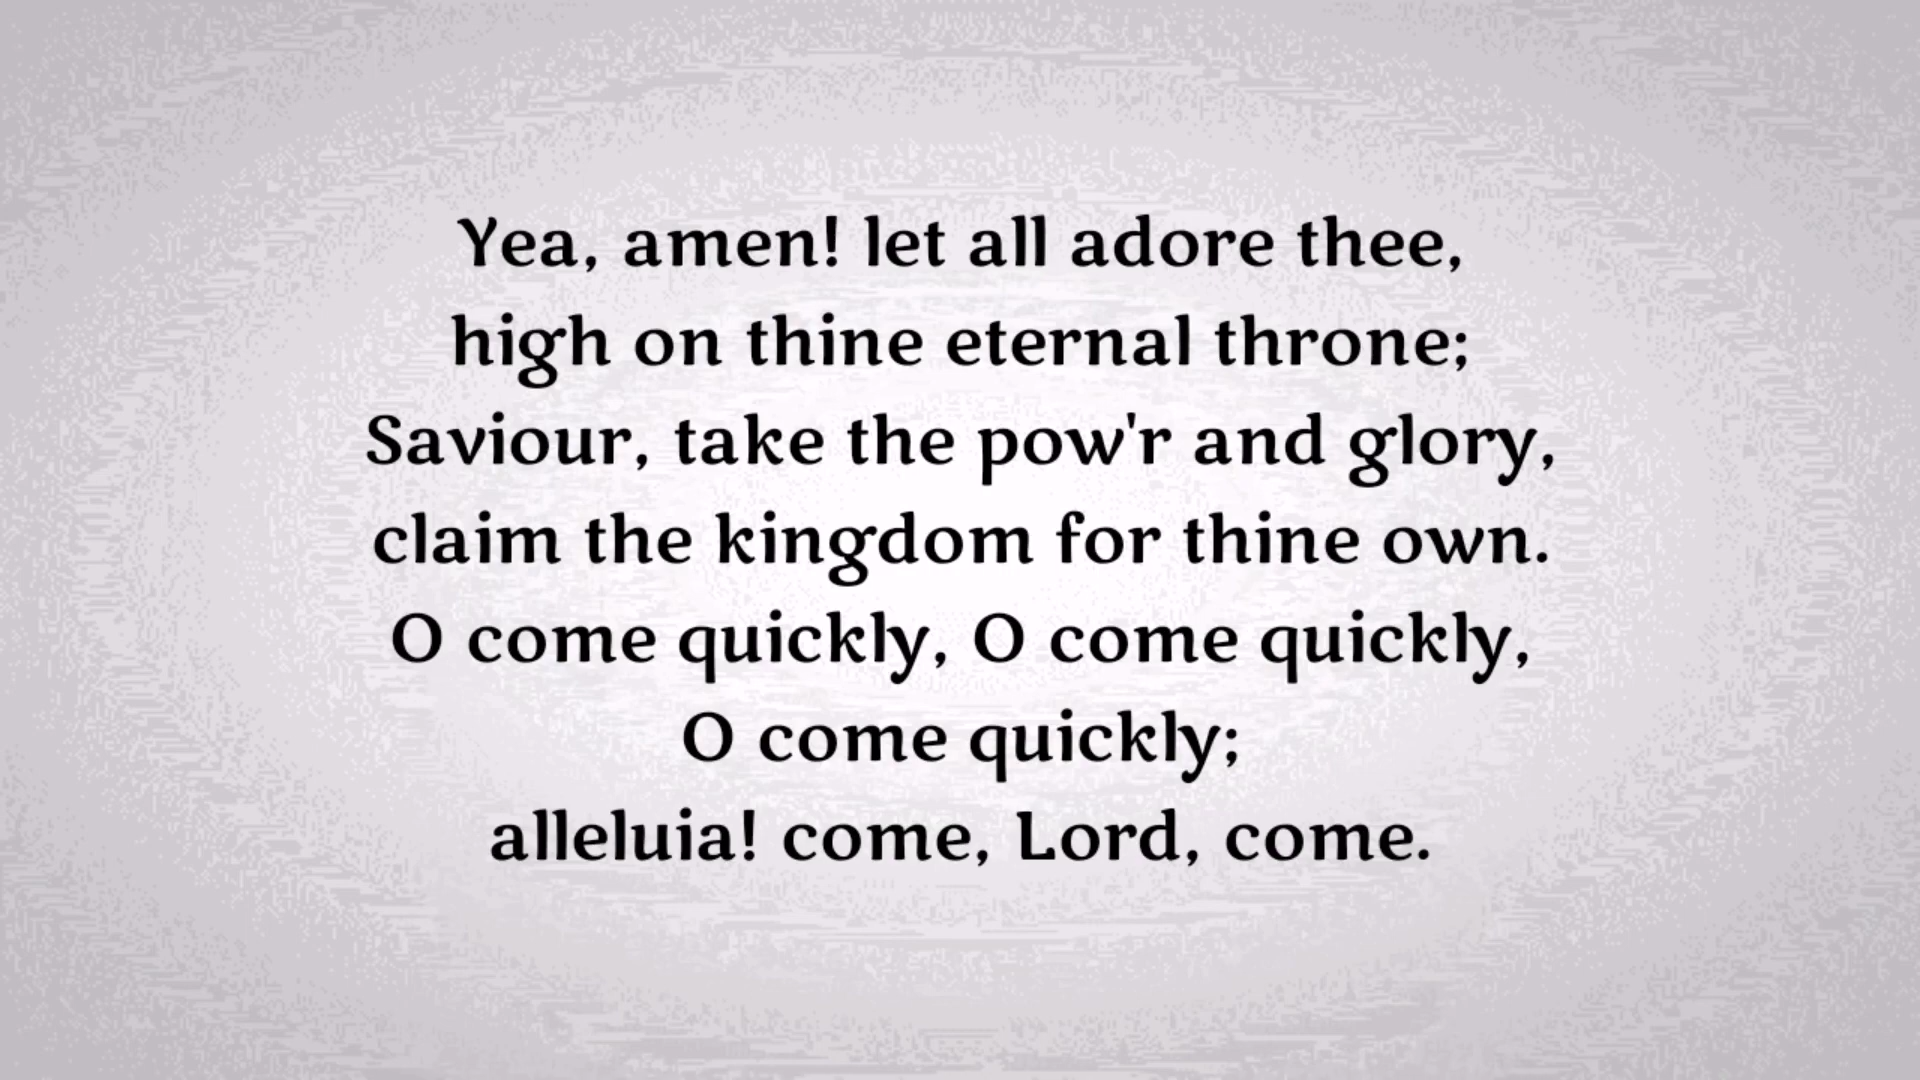 Yea, amen! let all adore thee,
high on thine eternal throne;
Saviour, take the pow'r and glory,
claim the kingdom for thine own.
O come quickly, O come quickly,
O come quickly;
alleluia! come, Lord, come.